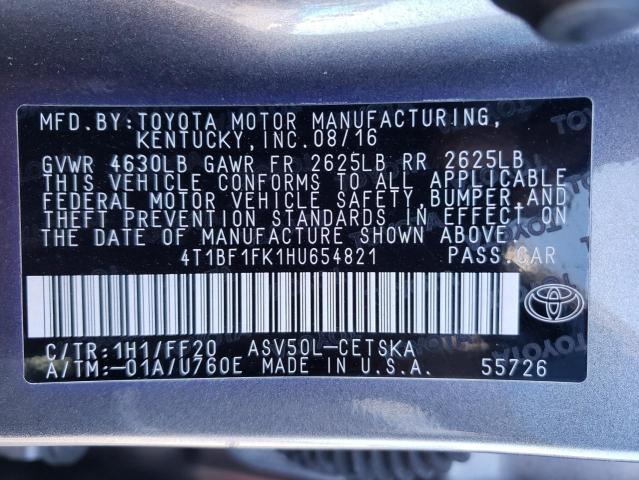 MFD.BY:TOYOTA MOTOR MANUFACTURING,
KENTUCKY,INC.08/16
GVWR 4630LB GAWR FR 2625LB RR 2625LB
THIS VEHICLE CONFORMS TO ALL APPLICABLE
FEDERAL MOTOR VEHICLE SAFETY,BUMPER,AND
THEFT PREVENTION STANDARDS IN EFFECT ON
THE DATE OF MANUFACTURE SHOWN ABOVE
4T1BF1FK1HU654821 PASS.CAR
C/TR:1H1/FF20 ASV50L-CETSKA
A/TM:-01A/U760E MADE IN U.S.A. 55726